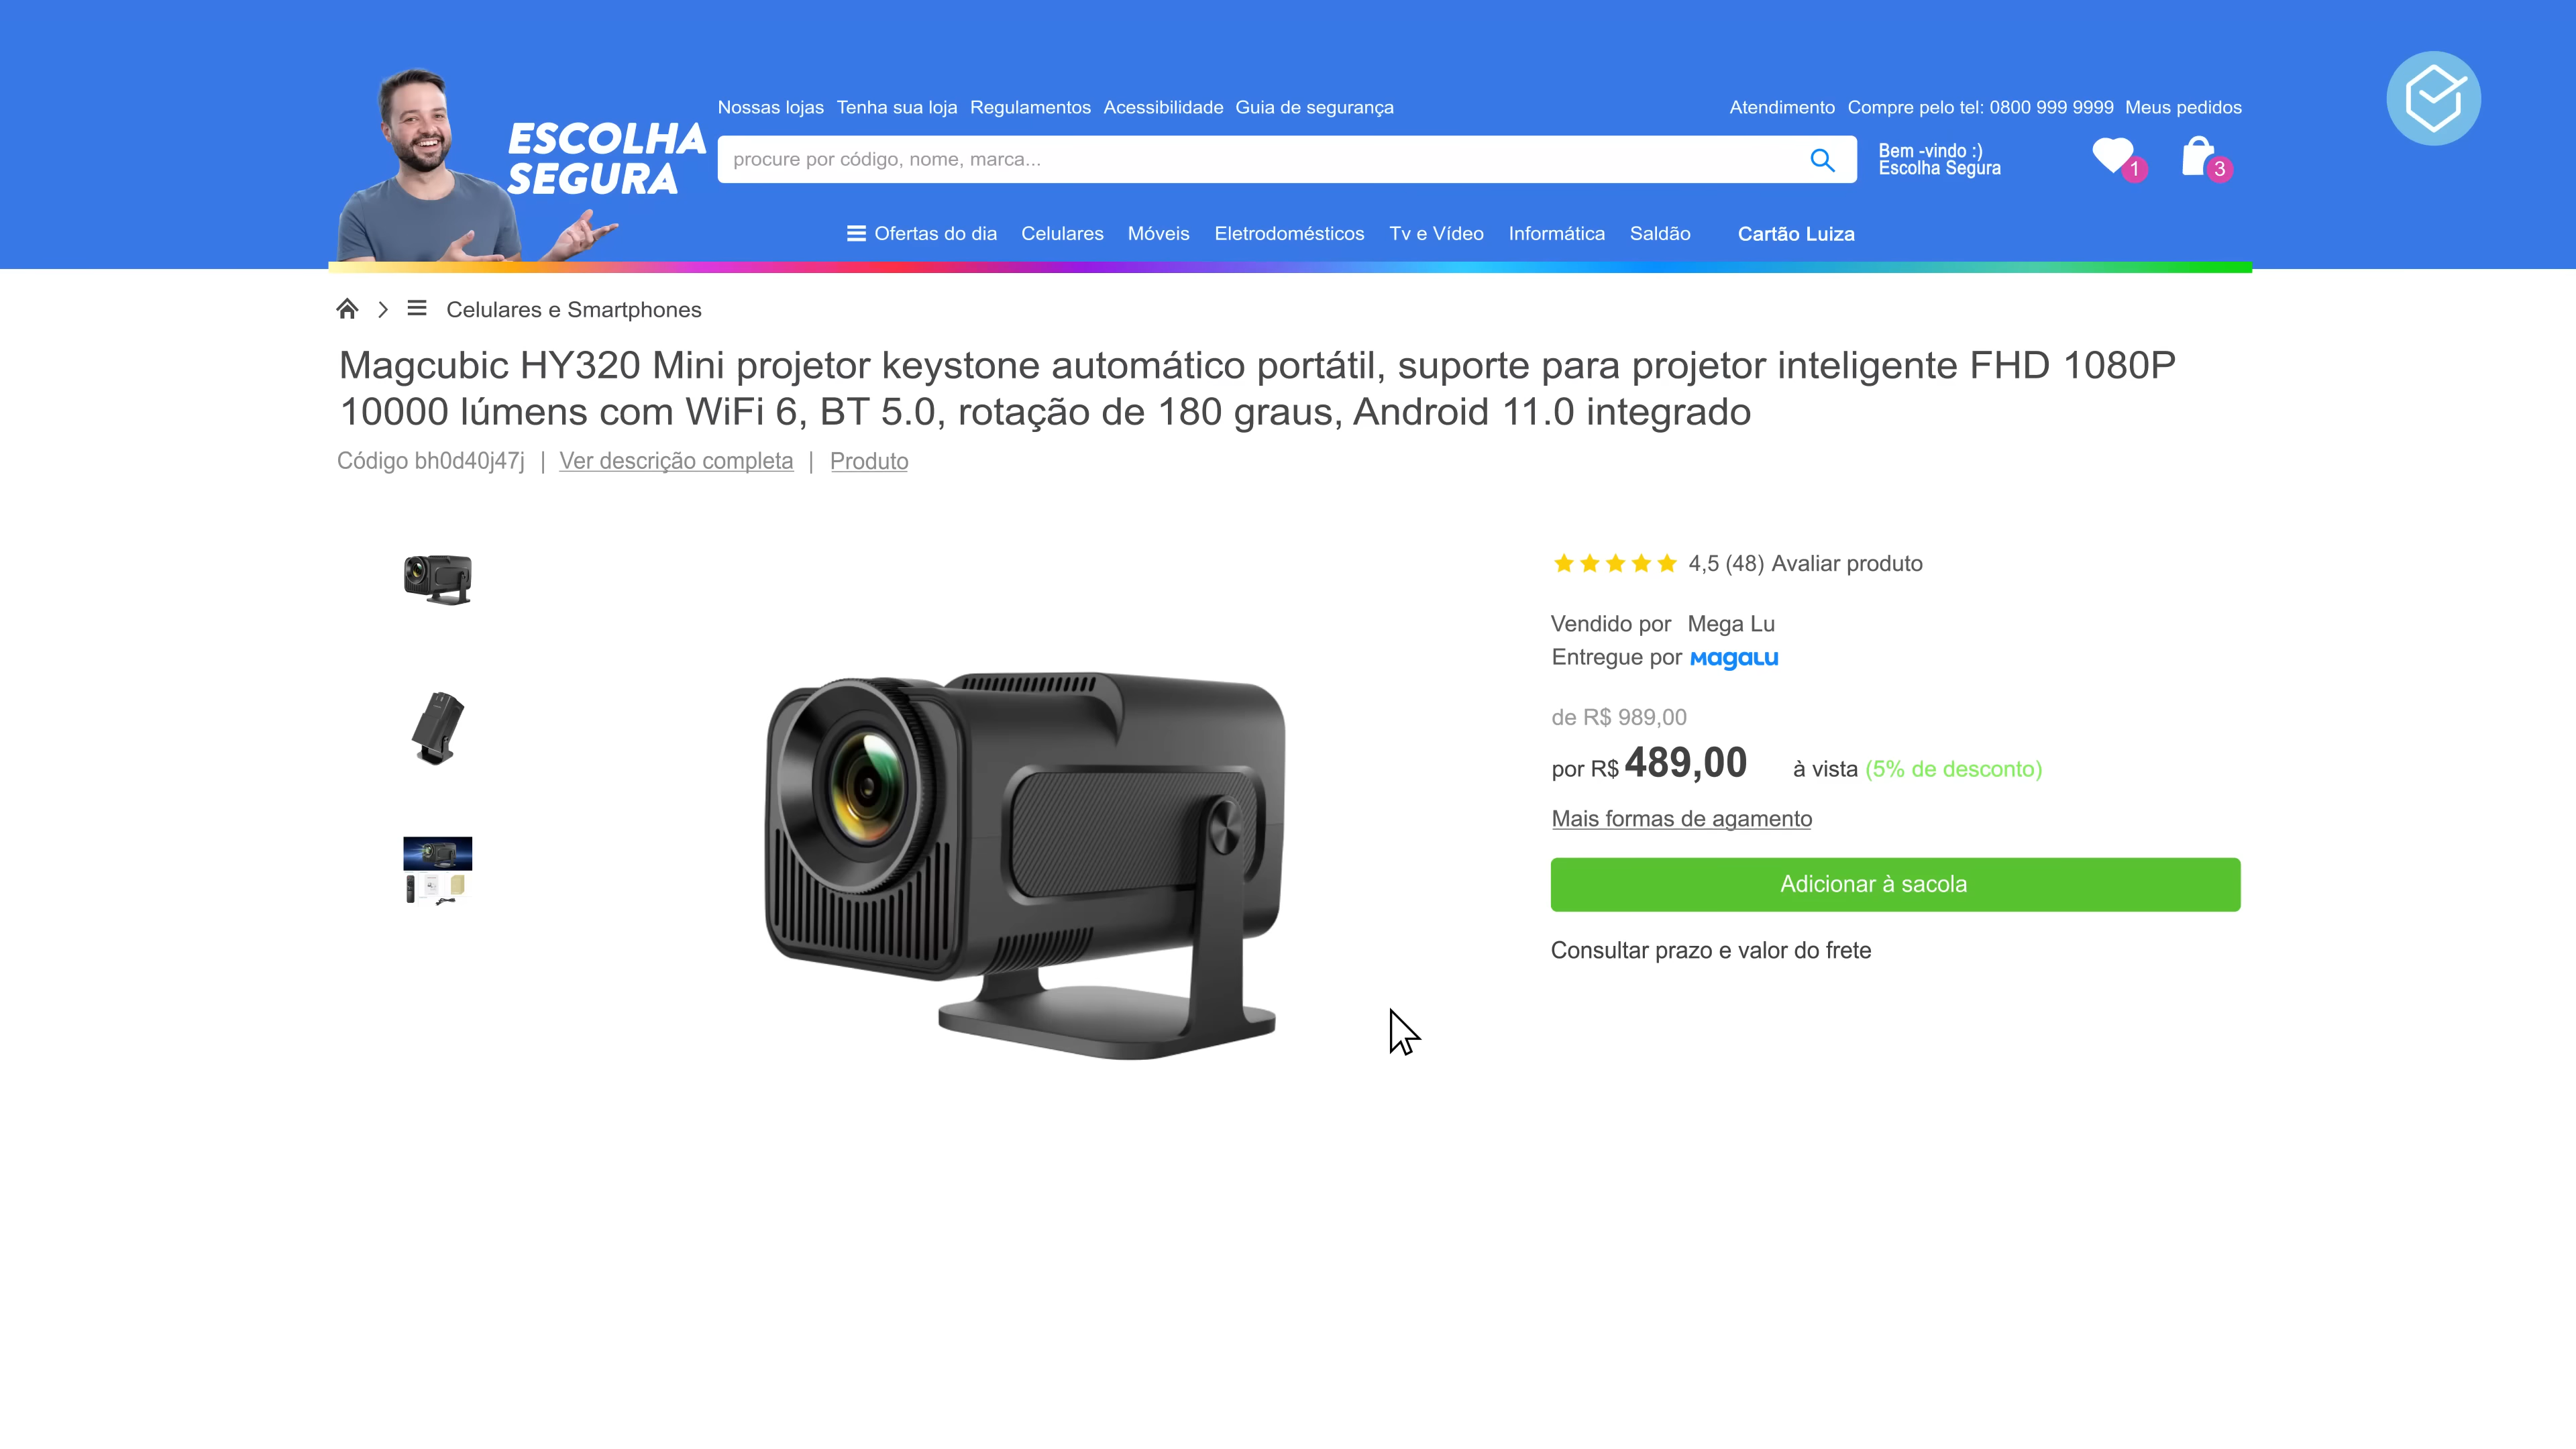 Nossas lojas Tenha sua loja Regulamentos Acessibilidade Guia de segurança
Atendimento Compre pelo tel: 0800 999 9999 Meus pedidos
ESCOLHA
SEGURA
procure por código, nome, marca...
Bem -vindo :)
Escolha Segura
1
3
Ofertas do dia Celulares Móveis Eletrodomésticos Tv e Vídeo Informática Saldão Cartão Luiza
Celulares e Smartphones
Magcubic HY320 Mini projetor keystone automático portátil, suporte para projetor inteligente FHD 1080P
10000 lúmens com WiFi 6, BT 5.0, rotação de 180 graus, Android 11.0 integrado
Código bh0d40j47j | Ver descrição completa | Produto
4,5 (48) Avaliar produto
Vendido por Mega Lu
Entregue por Magalu
de R$ 989,00
por R$ 489,00 à vista (5% de desconto)
Mais formas de agamento
Adicionar à sacola
Consultar prazo e valor do frete